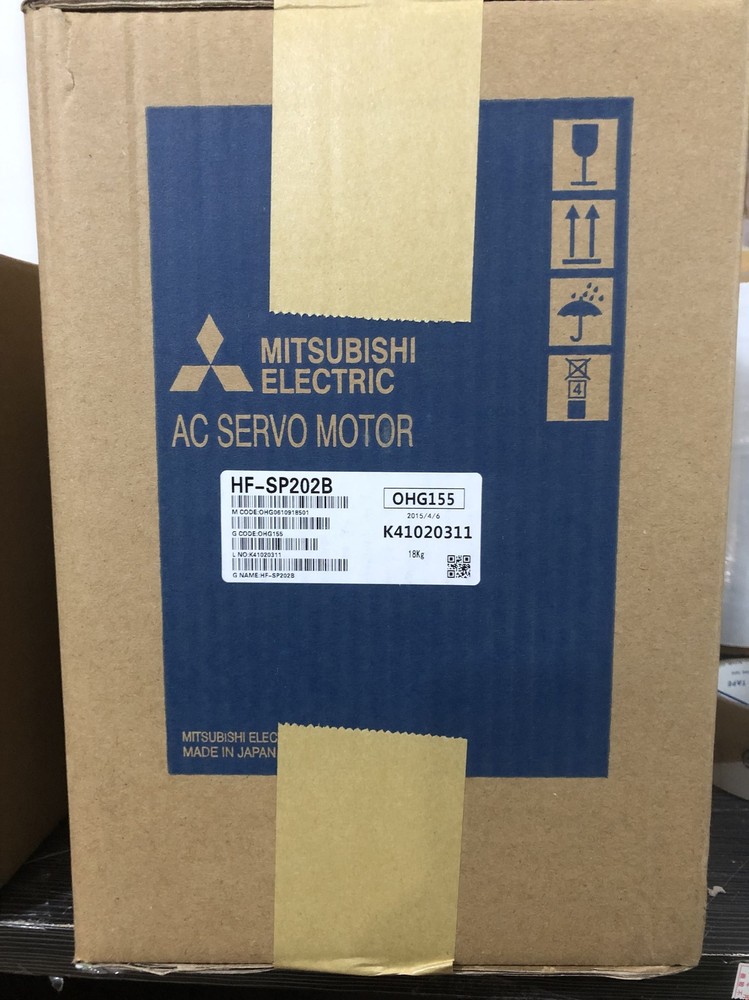 MITSUBISHI
ELECTRIC
AC SERVO MOTOR
4
HF-SP202B
M CODE:OHG0610918501
G CODE:OHG155
L NO:K41020311
G NAME:HF-SP202B
OHG155
2015/4/6
K41020311
18Kg
MITSUBISHI ELEC
MADE IN JAPAN
TAPE